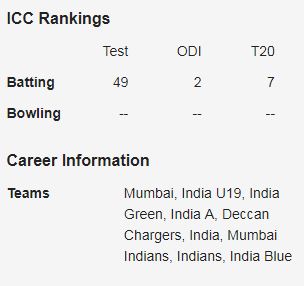 ICC Rankings
Test ODI T20
Batting 49 2 7
Bowling -- -- --
Career Information
Teams Mumbai, India U19, India
Green, India A, Deccan
Chargers, India, Mumbai
Indians, Indians, India Blue